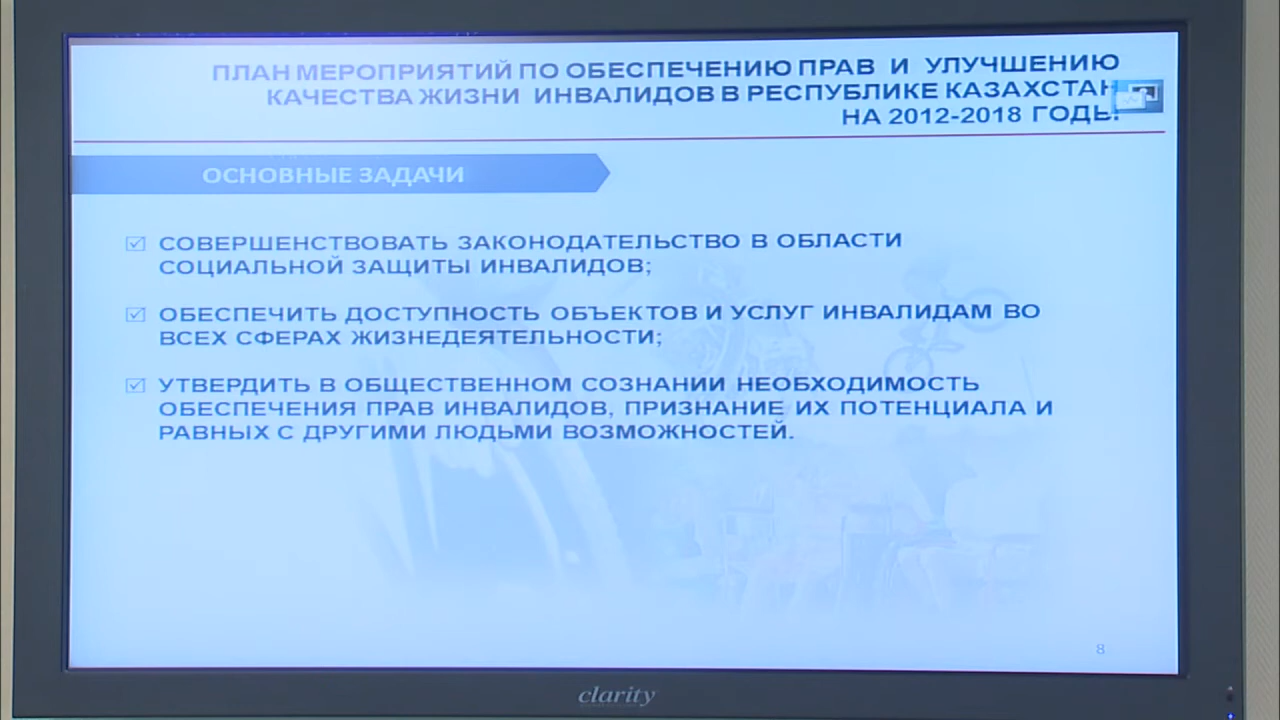 ПЛАН МЕРОПРИЯТИЙ ПО ОБЕСПЕЧЕНИЮ ПРАВ И УЛУЧШЕНИЮ
КАЧЕСТВА ЖИЗНИ ИНВАЛИДОВ В РЕСПУБЛИКЕ КАЗАХСТАН
НА 2012-2018 ГОДЫ
ОСНОВНЫЕ ЗАДАЧИ
СОВЕРШЕНСТВОВАТЬ ЗАКОНОДАТЕЛЬСТВО В ОБЛАСТИ
СОЦИАЛЬНОЙ ЗАЩИТЫ ИНВАЛИДОВ;
ОБЕСПЕЧИТЬ ДОСТУПНОСТЬ ОБЪЕКТОВ И УСЛУГ ИНВАЛИДАМ ВО
ВСЕХ СФЕРАХ ЖИЗНЕДЕЯТЕЛЬНОСТИ;
УТВЕРДИТЬ В ОБЩЕСТВЕННОМ СОЗНАНИИ НЕОБХОДИМОСТЬ
ОБЕСПЕЧЕНИЯ ПРАВ ИНВАЛИДОВ, ПРИЗНАНИЕ ИХ ПОТЕНЦИАЛА И
РАВНЫХ С ДРУГИМИ ЛЮДЬМИ ВОЗМОЖНОСТЕЙ.
8
clarity